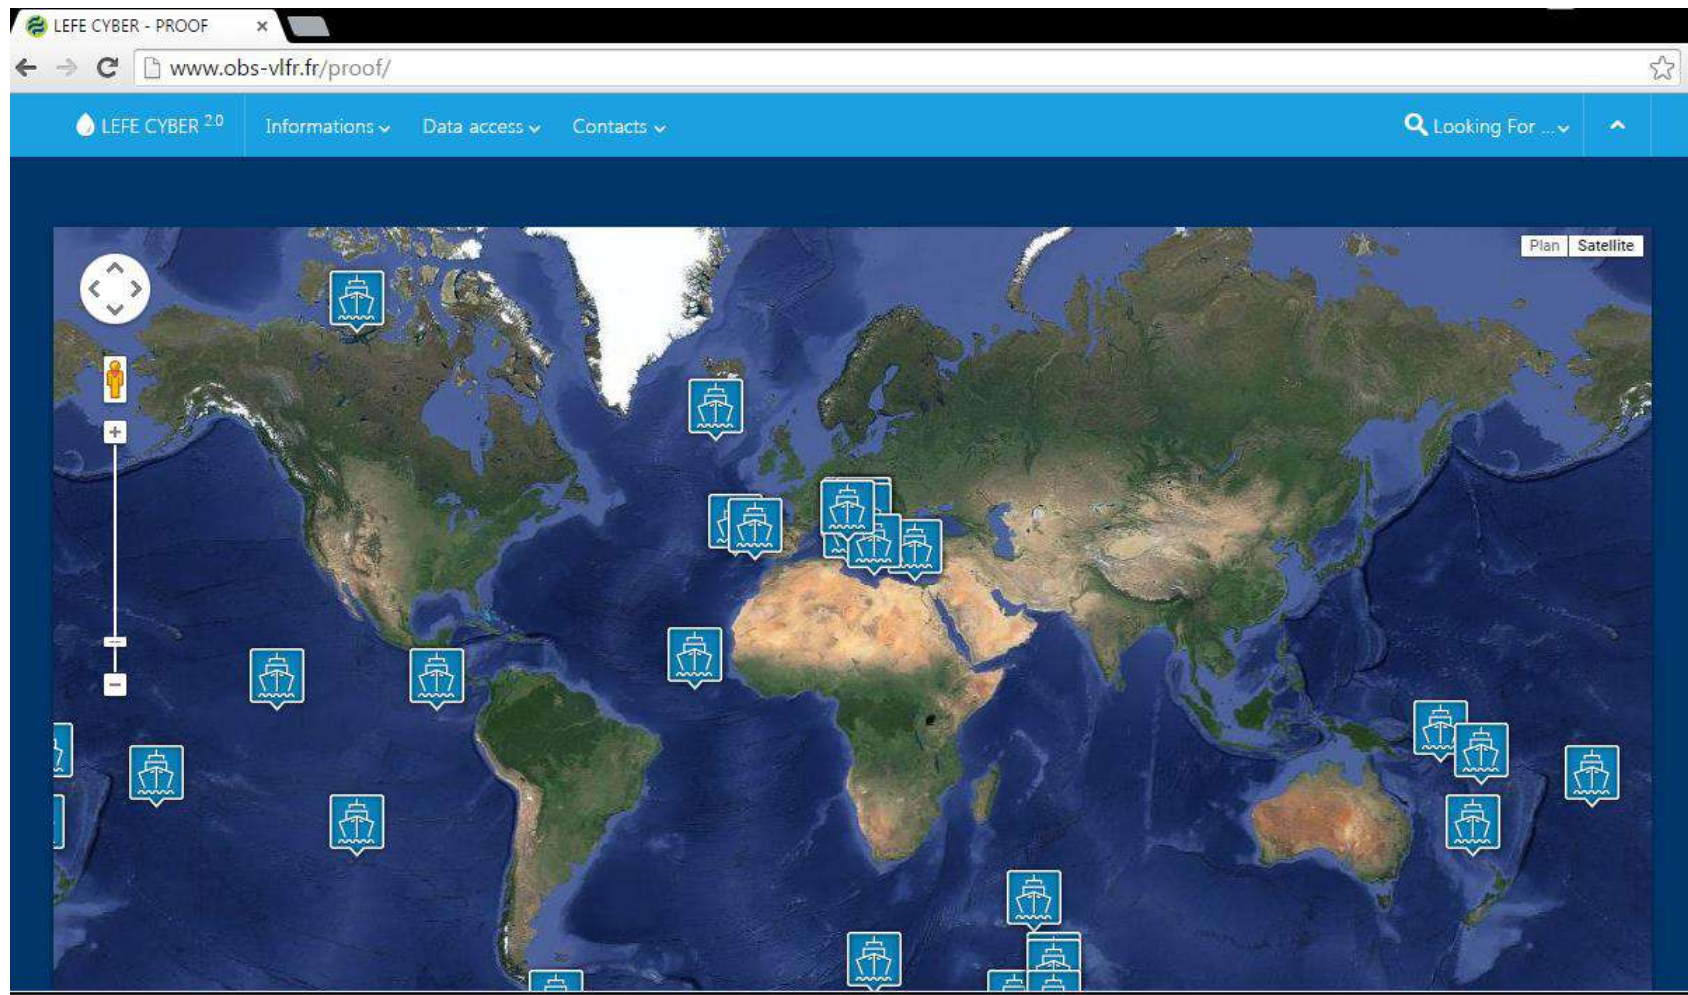 LEFE CYBER - PROOF
www.obs-vlfr.fr/proof/
LEFE CYBER 2.0 Informations Data access Contacts Looking For ...
Plan Satellite